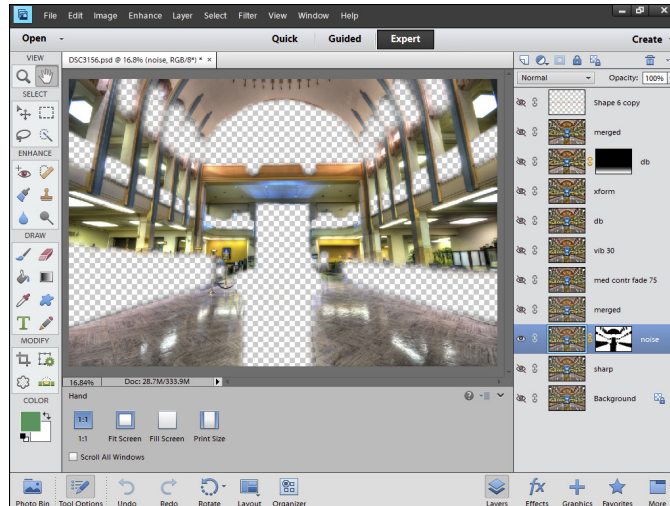 File Edit Image Enhance Layer Select Filter View Window Help
Open Quick Guided Expert Create
VIEW
SELECT
ENHANCE
DRAW
MODIFY
COLOR
DSC3156.psd @ 16.8% (noise, RGB/8*) * ×
16.84% Doc: 28.7M/333.9M
Hand
1:1
1:1 Fit Screen Fill Screen Print Size
Scroll All Windows
Normal Opacity: 100%
Shape 6 copy
merged
db
xform
db
vib 30
med contr fade 75
merged
noise
sharp
Background
Photo Bin Tool Options Undo Redo Rotate Layout Organizer Layers Effects Graphics Favorites More